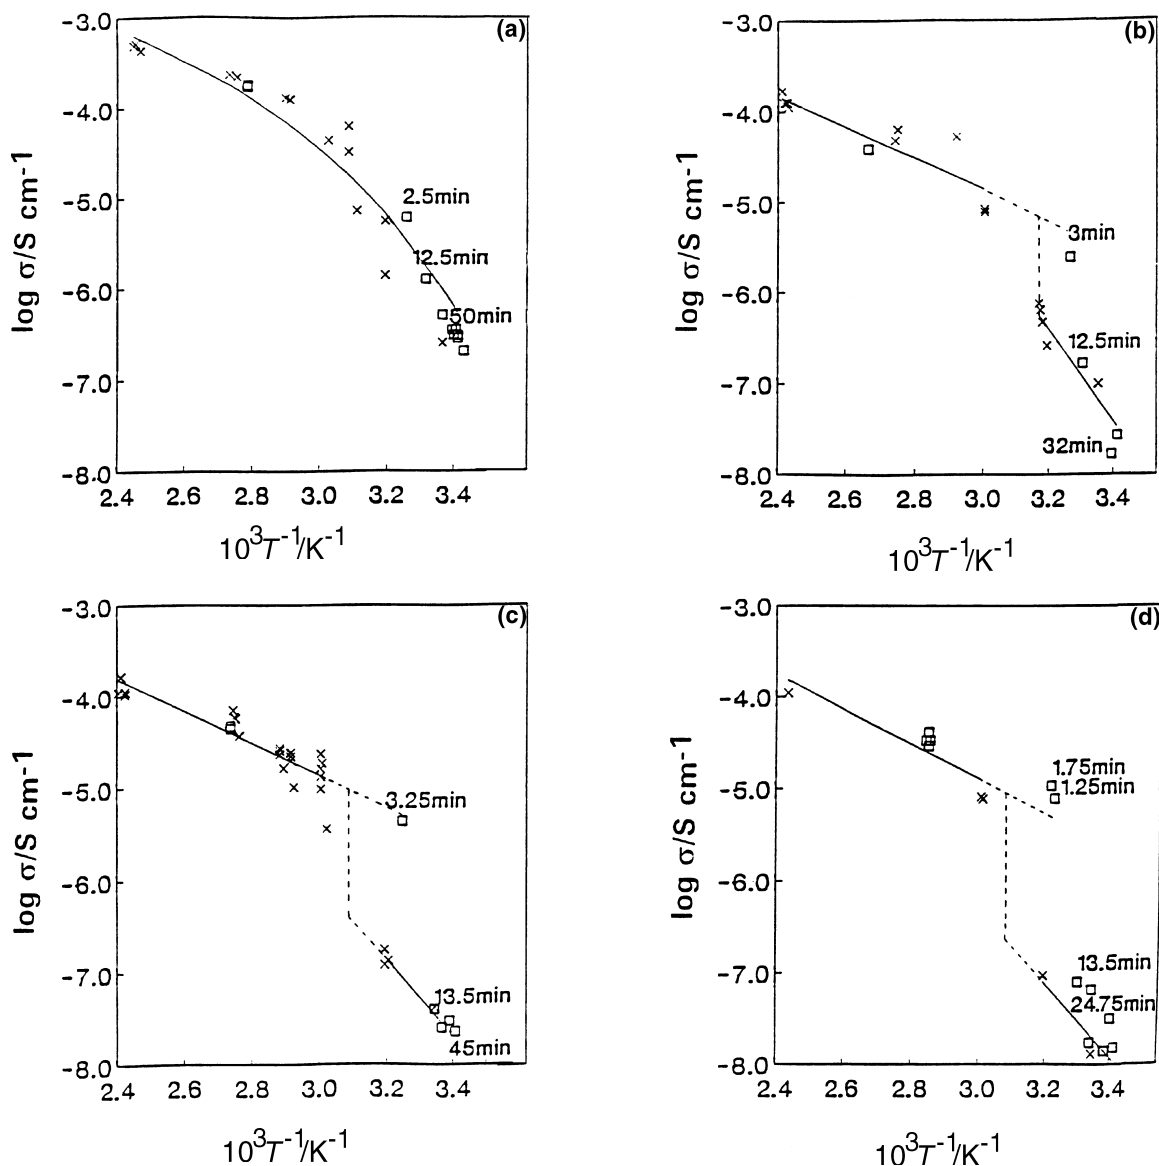 (a)
log σ/S cm-1
-3.0
-4.0
-5.0
-6.0
-7.0
-8.0
2.5min
12.5min
50min
2.4 2.6 2.8 3.0 3.2 3.4
10³T-1/K-1
(b)
log σ/S cm-1
-3.0
-4.0
-5.0
-6.0
-7.0
-8.0
3min
12.5min
32min
2.4 2.6 2.8 3.0 3.2 3.4
10³T-1/K-1
(c)
log σ/S cm-1
-3.0
-4.0
-5.0
-6.0
-7.0
-8.0
3.25min
13.5min
45min
2.4 2.6 2.8 3.0 3.2 3.4
10³T-1/K-1
(d)
log σ/S cm-1
-3.0
-4.0
-5.0
-6.0
-7.0
-8.0
1.75min
1.25min
13.5min
24.75min
2.4 2.6 2.8 3.0 3.2 3.4
10³T-1/K-1